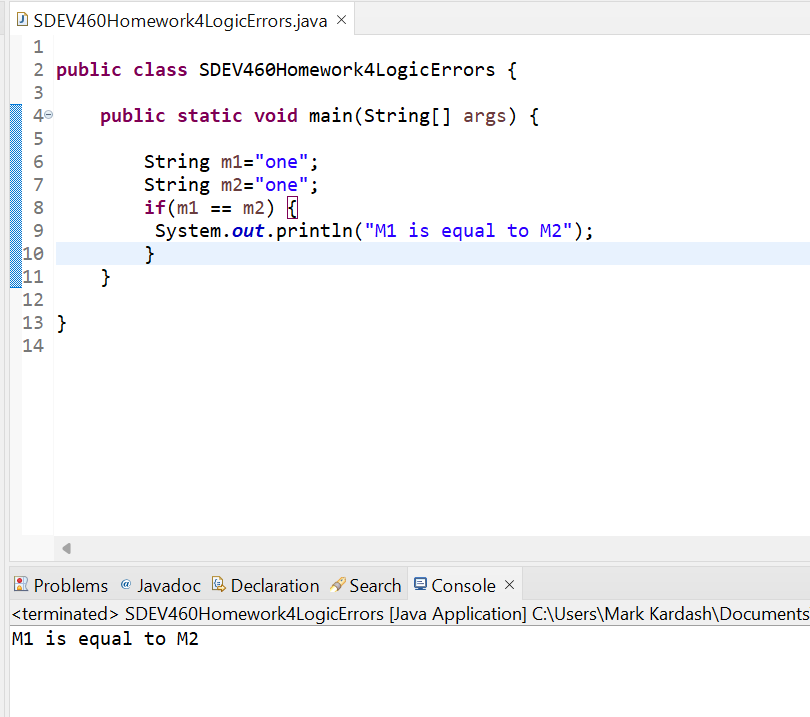 SDEV460Homework4LogicErrors.java
1
2 public class SDEV460Homework4LogicErrors {
3
4 public static void main(String[] args) {
5
6 String m1="one";
7 String m2="one";
8 if(m1 == m2) {
9 System.out.println("M1 is equal to M2");
10 }
11 }
12
13 }
14
Problems @ Javadoc Declaration Search Console
<terminated> SDEV460Homework4LogicErrors [Java Application] C:\Users\Mark Kardash\Documents
M1 is equal to M2